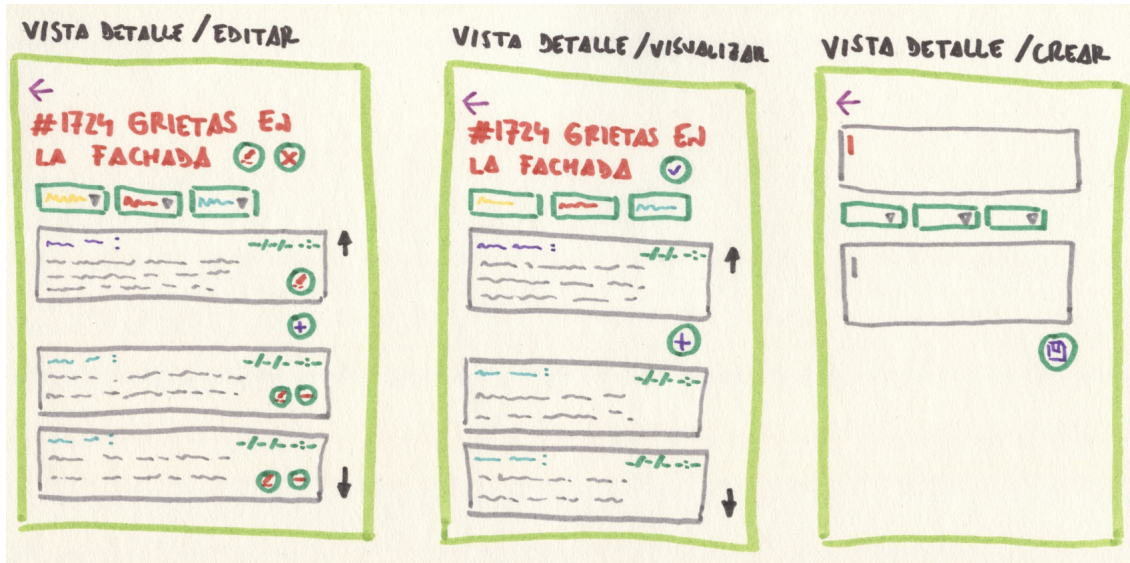 VISTA DETALLE / EDITAR
#1724 GRIETAS EN
LA FACHADA
VISTA DETALLE / VISUALIZAR
#1724 GRIETAS EN
LA FACHADA
VISTA DETALLE / CREAR